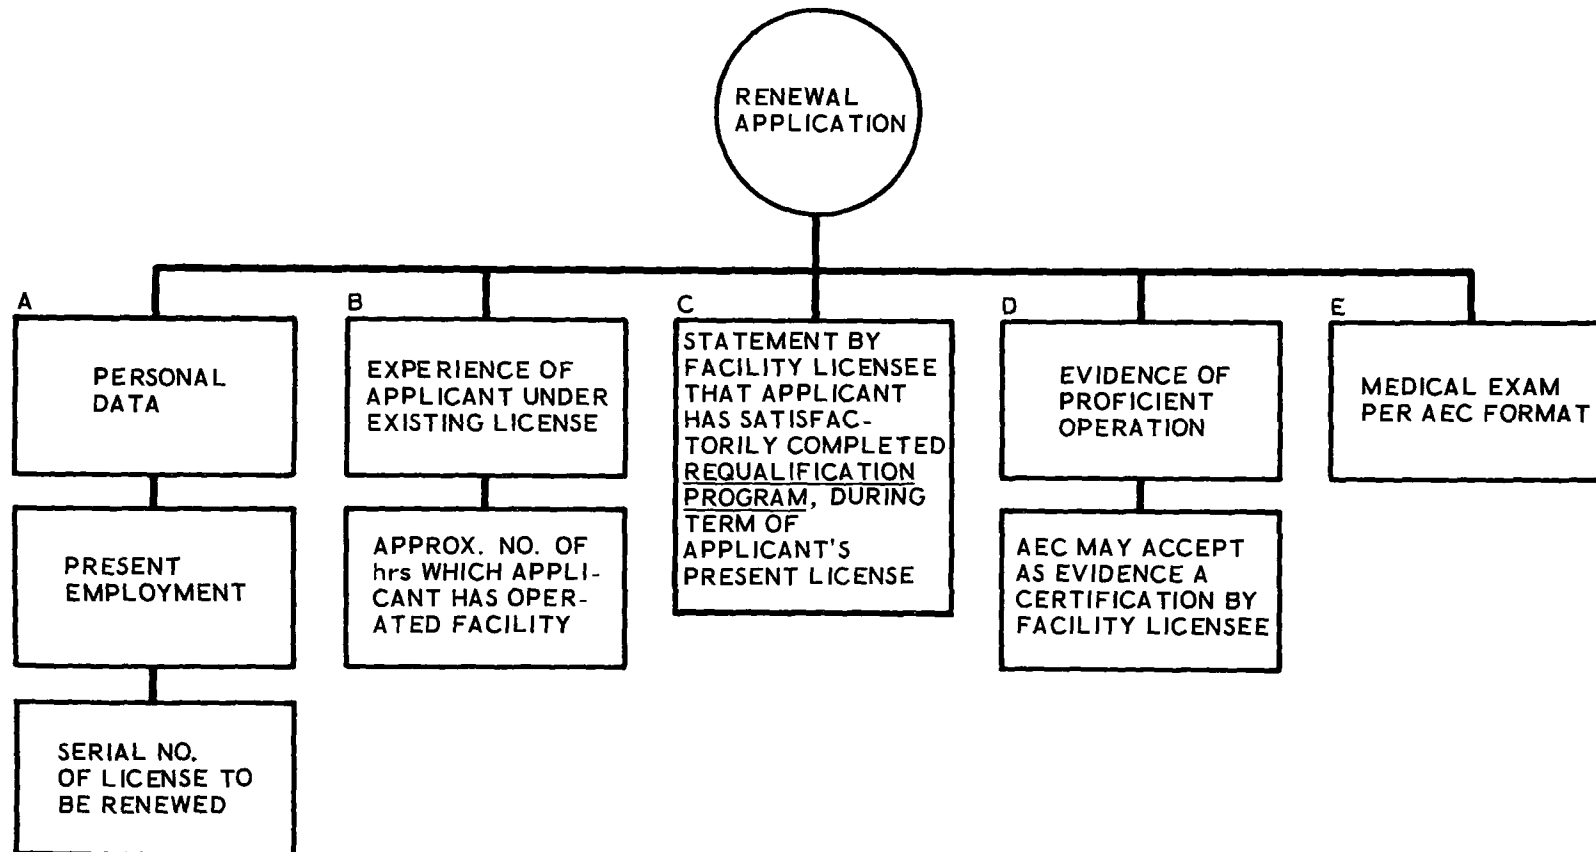 RENEWAL
APPLICATION
A
PERSONAL
DATA
PRESENT
EMPLOYMENT
SERIAL NO.
OF LICENSE TO
BE RENEWED
B
EXPERIENCE OF
APPLICANT UNDER
EXISTING LICENSE
APPROX. NO. OF
hrs WHICH APPLI-
CANT HAS OPER-
ATED FACILITY
C
STATEMENT BY
FACILITY LICENSEE
THAT APPLICANT
HAS SATISFAC-
TORILY COMPLETED
REQUALIFICATION
PROGRAM, DURING
TERM OF
APPLICANT'S
PRESENT LICENSE
D
EVIDENCE OF
PROFICIENT
OPERATION
AEC MAY ACCEPT
AS EVIDENCE A
CERTIFICATION BY
FACILITY LICENSEE
E
MEDICAL EXAM
PER AEC FORMAT